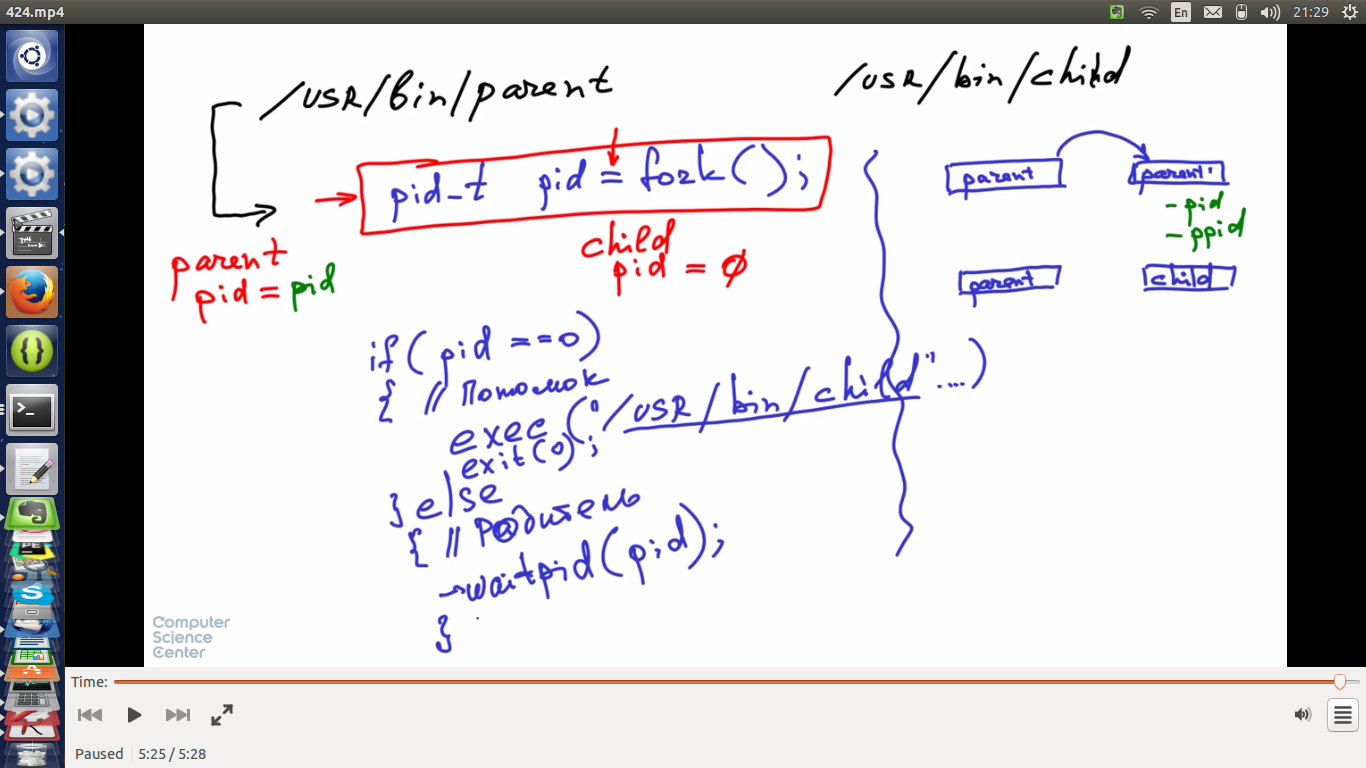 424.mp4
En
21:29
/usr/bin/parent
/usr/bin/child
pid_t pid = fork();
parent
pid = pid
child
pid = 0
parent
parent'
- pid
- ppid
parent
child
if( pid ==0)
{ // Потомок
exec ("/usr/bin/child"....)
exit(0);
} else
{ // Родитель
→waitpid(pid);
}
Computer
Science
Center
Time:
Paused
5:25 / 5:28